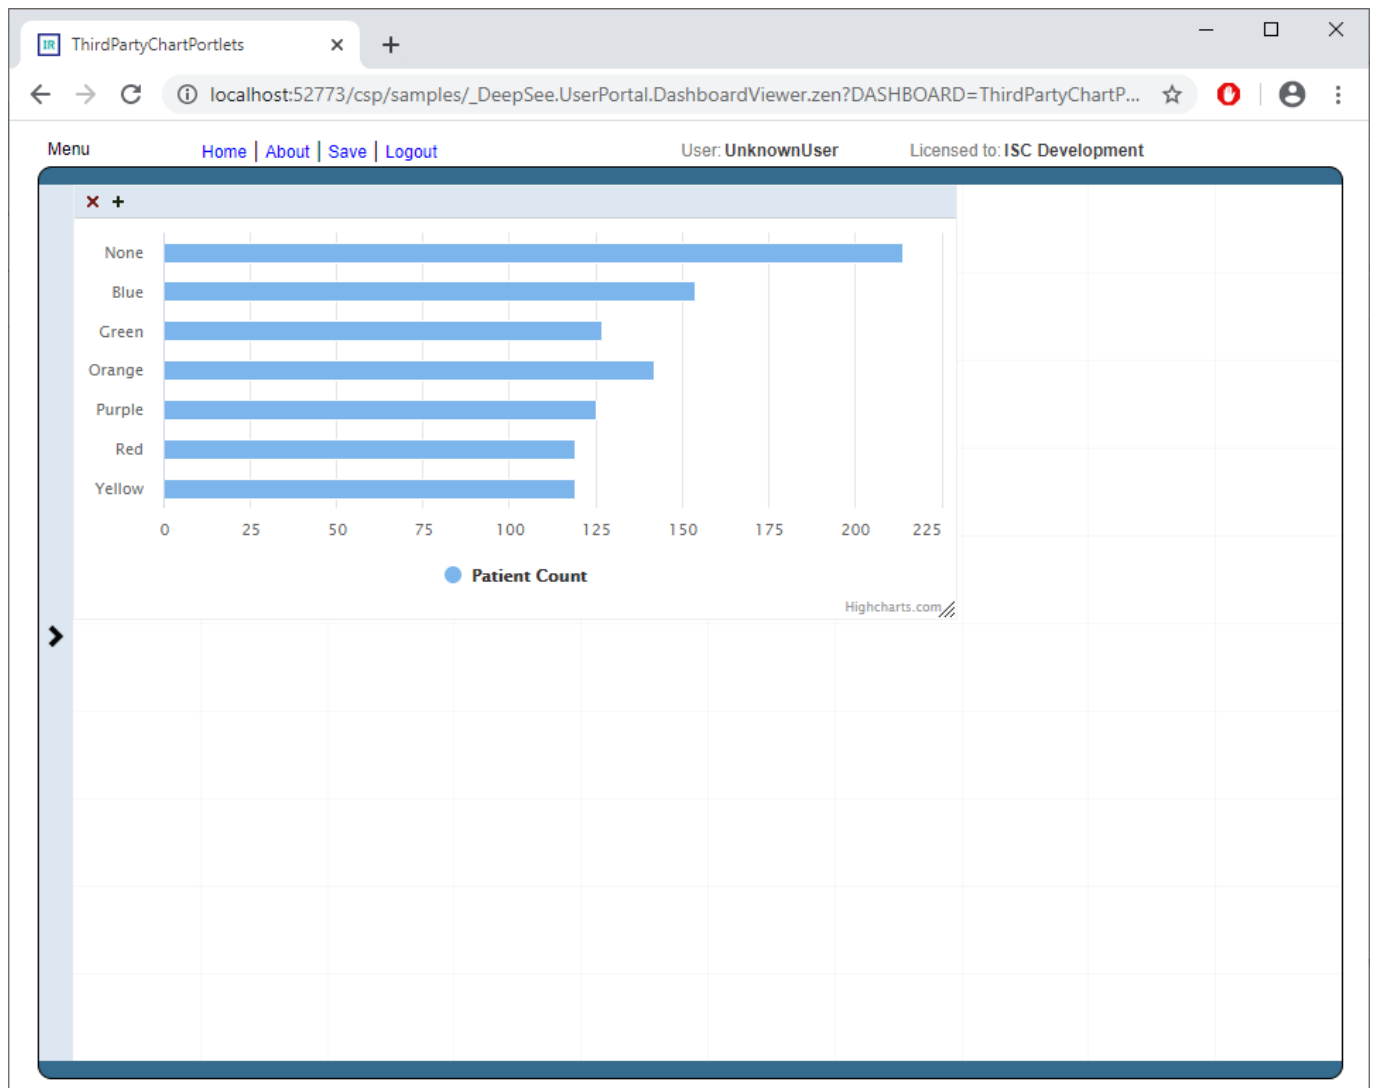 IR ThirdPartyChartPortlets
localhost:52773/csp/samples/_DeepSee.UserPortal.DashboardViewer.zen?DASHBOARD=ThirdPartyChartP...
Menu Home | About | Save | Logout User: UnknownUser Licensed to: ISC Development
None
Blue
Green
Orange
Purple
Red
Yellow
0 25 50 75 100 125 150 175 200 225
Patient Count
Highcharts.com